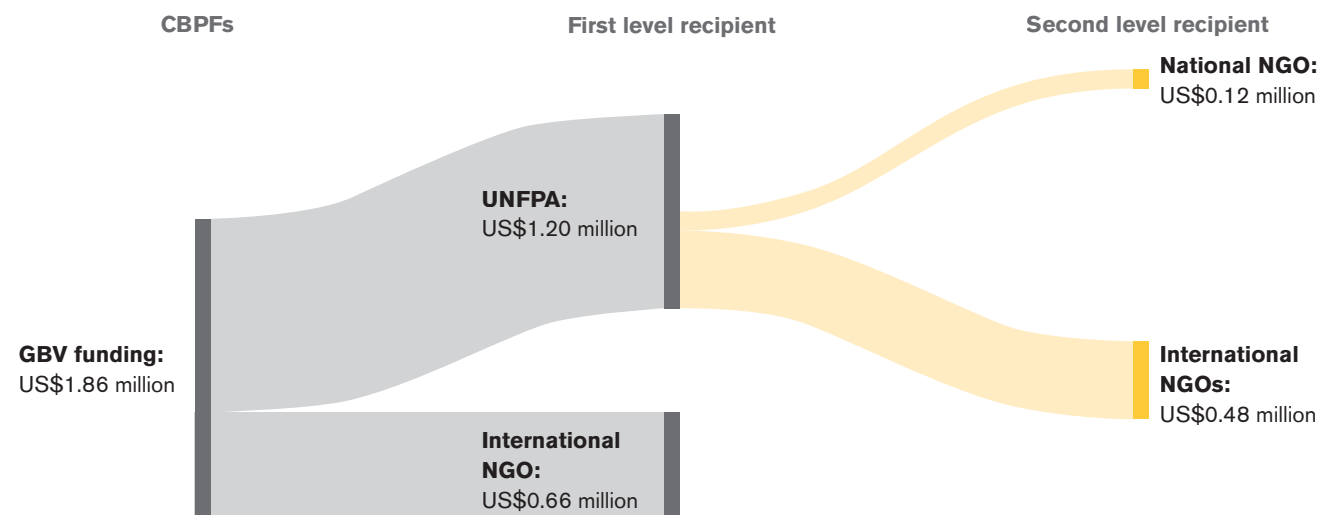 CBPFs
First level recipient
Second level recipient
National NGO:
US$0.12 million
UNFPA:
US$1.20 million
GBV funding:
US$1.86 million
International
NGOs:
US$0.48 million
International
NGO:
US$0.66 million